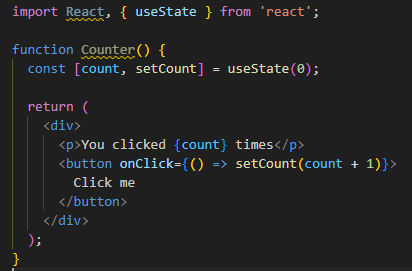 import React, { useState } from 'react';

function Counter() {
  const [count, setCount] = useState(0);

  return (
    <div>
      <p>You clicked {count} times</p>
      <button onClick={() => setCount(count + 1)}>
        Click me
      </button>
    </div>
  );
}